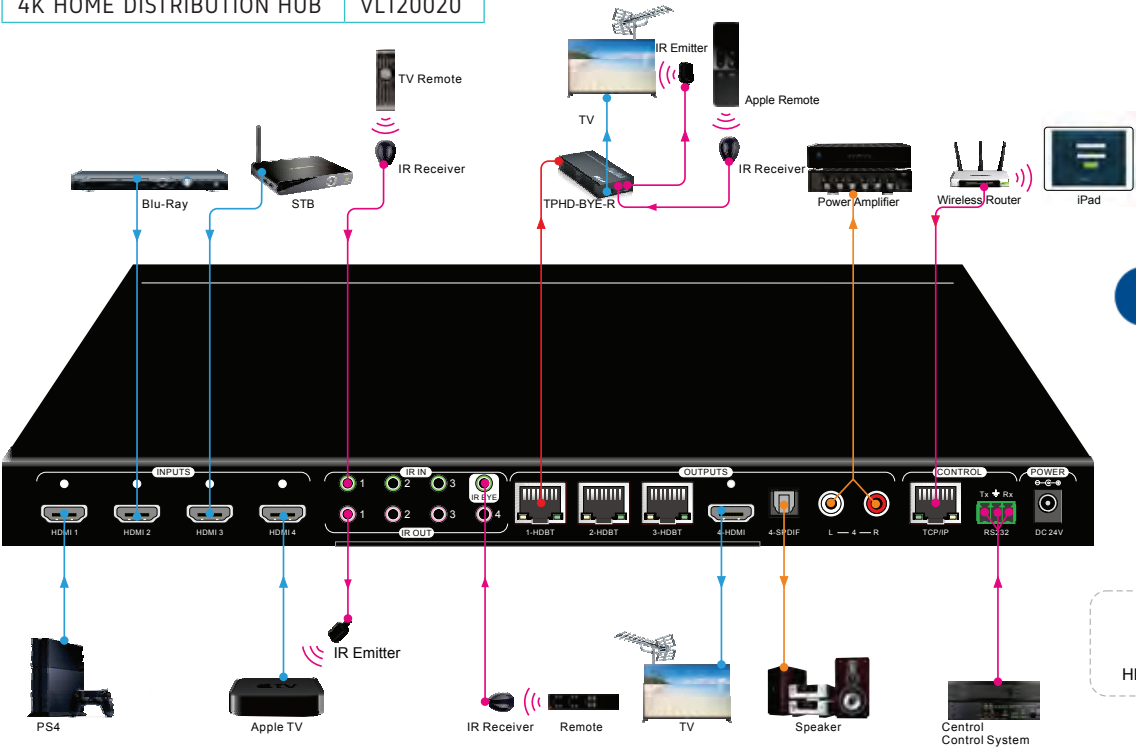 4K HOME DISTRIBUTION HUB VL120020
IR Emitter
TV Remote
Apple Remote
TV
IR Receiver
IR Receiver
Blu-Ray
STB
TPHD-BYE-R
Power Amplifier
Wireless Router
iPad
INPUTS
IR IN
OUTPUTS
CONTROL
POWER
1 2 3
IR EYE
Tx Rx
1 2 3 4
HDMI 1 HDMI 2 HDMI 3 HDMI 4
IR OUT
1-HDBT 2-HDBT 3-HDBT 4-HDMI 4-SPDIF L — 4 — R
TCP/IP RS232 DC 24V
IR Emitter
tv
PS4
Apple TV
IR Receiver
Remote
TV
Speaker
Central
Control System